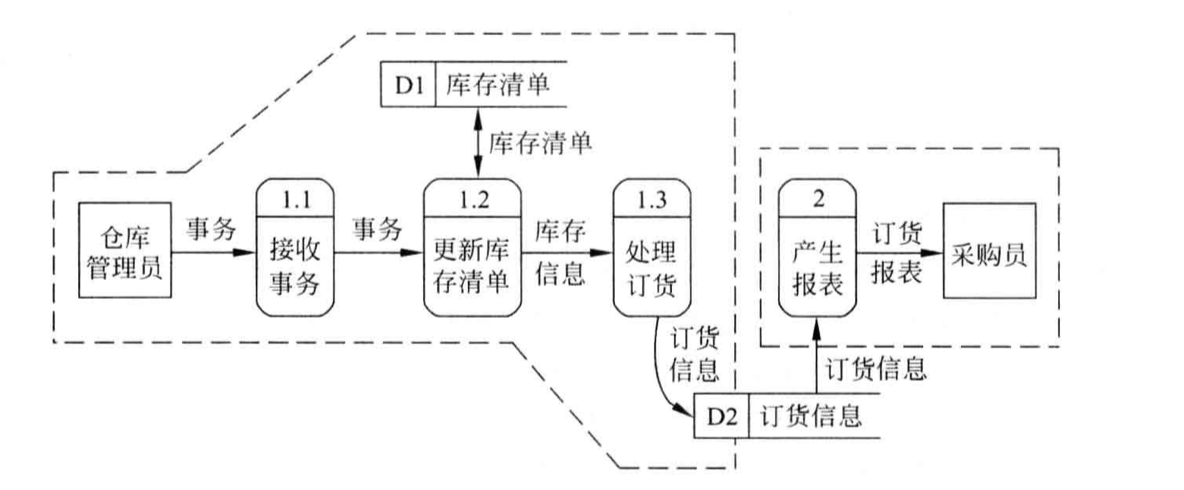 D1 库存清单
库存清单
仓库
管理员
事务
1.1
接收
事务
事务
1.2
更新库
存清单
库存
信息
1.3
处理
订货
订货
信息
D2 订货信息
2
产生
报表
订货
报表
采购员
订货信息